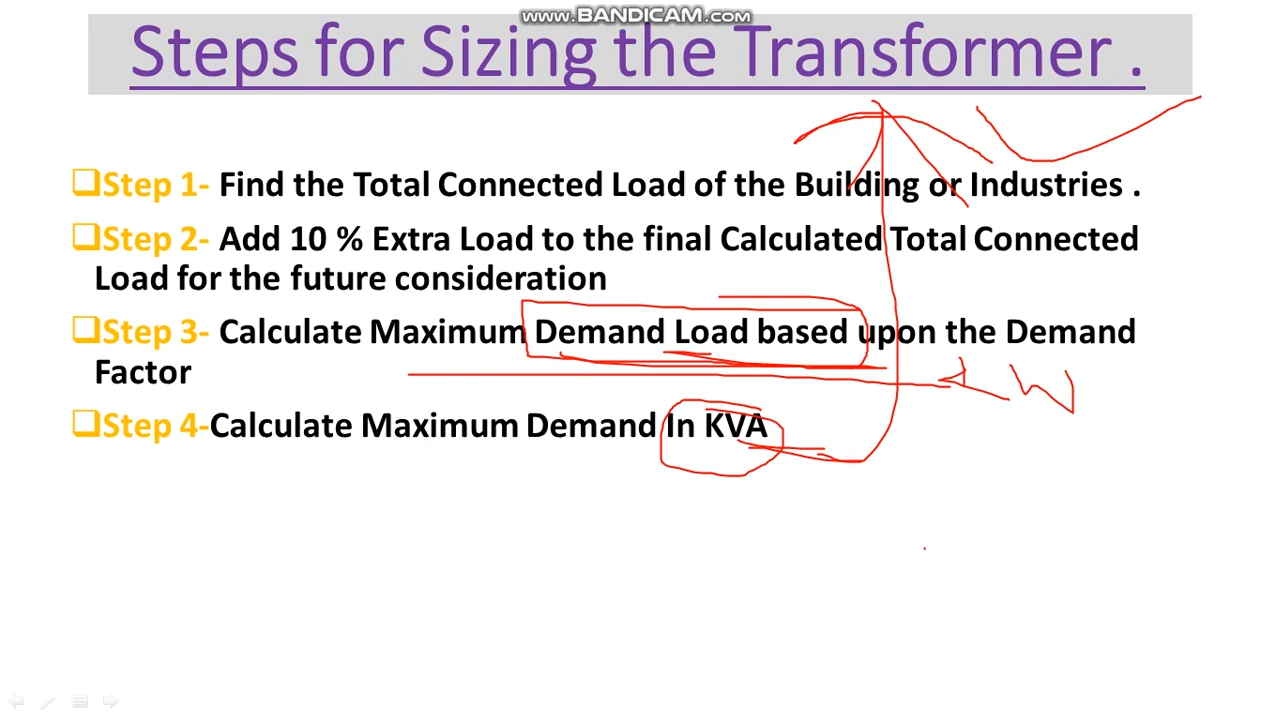 www.BANDICAM.com
Steps for Sizing the Transformer .
Step 1- Find the Total Connected Load of the Building or Industries .
Step 2- Add 10 % Extra Load to the final Calculated Total Connected
Load for the future consideration
Step 3- Calculate Maximum Demand Load based upon the Demand
Factor
Step 4-Calculate Maximum Demand In KVA